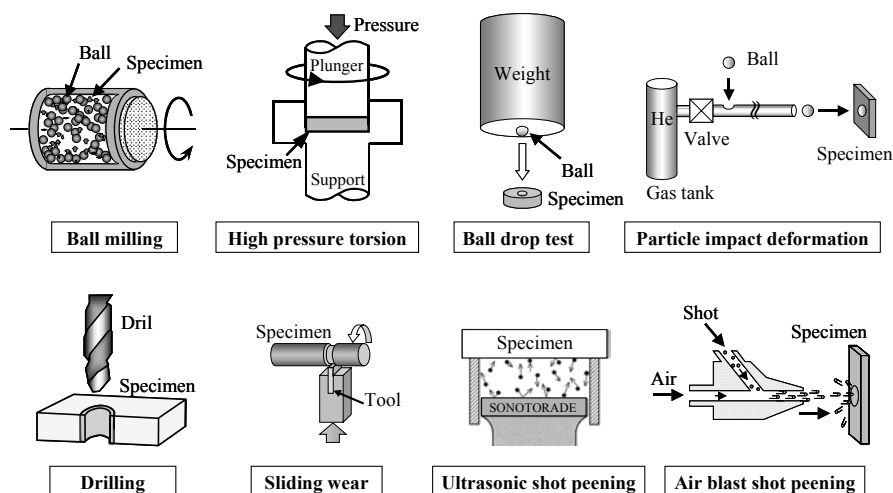 Ball
Specimen
Ball milling
Pressure
Plunger
Specimen
Support
High pressure torsion
Weight
Ball
Specimen
Ball drop test
Ball
He
Valve
Gas tank
Specimen
Particle impact deformation
Dril
Specimen
Drilling
Specimen
Tool
Sliding wear
Specimen
SONOTORADE
Ultrasonic shot peening
Shot
Air
Specimen
Air blast shot peening